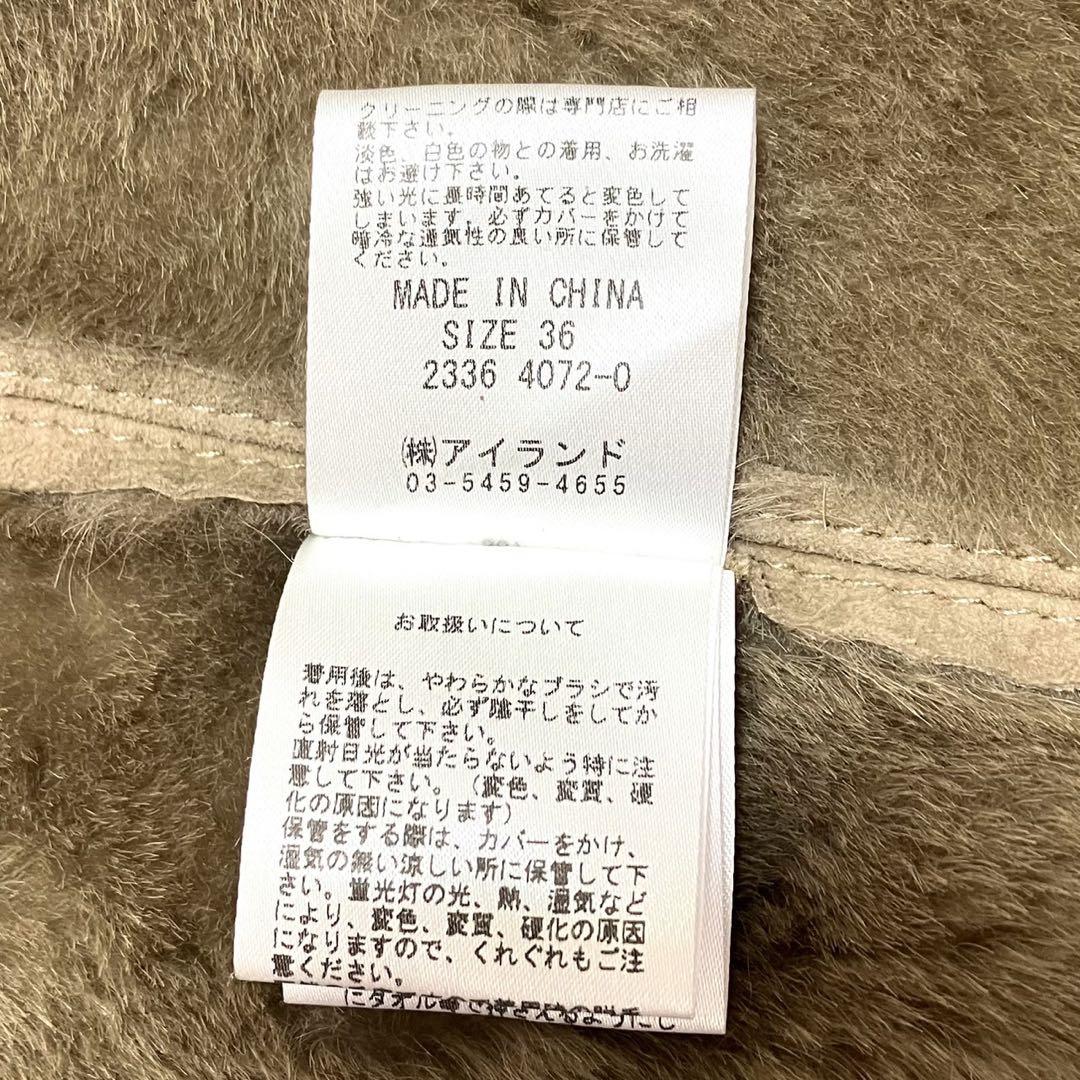 クリーニングの際は専門店にご相
談下さい。
淡色、白色の物との着用、お洗濯
はお避け下さい。
強い光に長時間あてると変色して
しまいます。必ずカバーをかけて
暗冷な通気性の良い所に保管して
ください。
MADE IN CHINA
SIZE 36
2336 4072-0
㈱アイランド
03-5459-4655
お取扱いについて
着用後は、やわらかなブラシで汚
れを落とし、必ず陰干しをしてか
ら保管して下さい。
直射日光が当たらないよう特に注
意して下さい。（変色、変質、硬
化の原因になります）
保管をする際は、カバーをかけ、
湿気の無い涼しい所に保管して下
さい。蛍光灯の光、熱、湿気など
により、変色、変質、硬化の原因
になりますので、くれぐれもご注
意ください。
にタオル等で